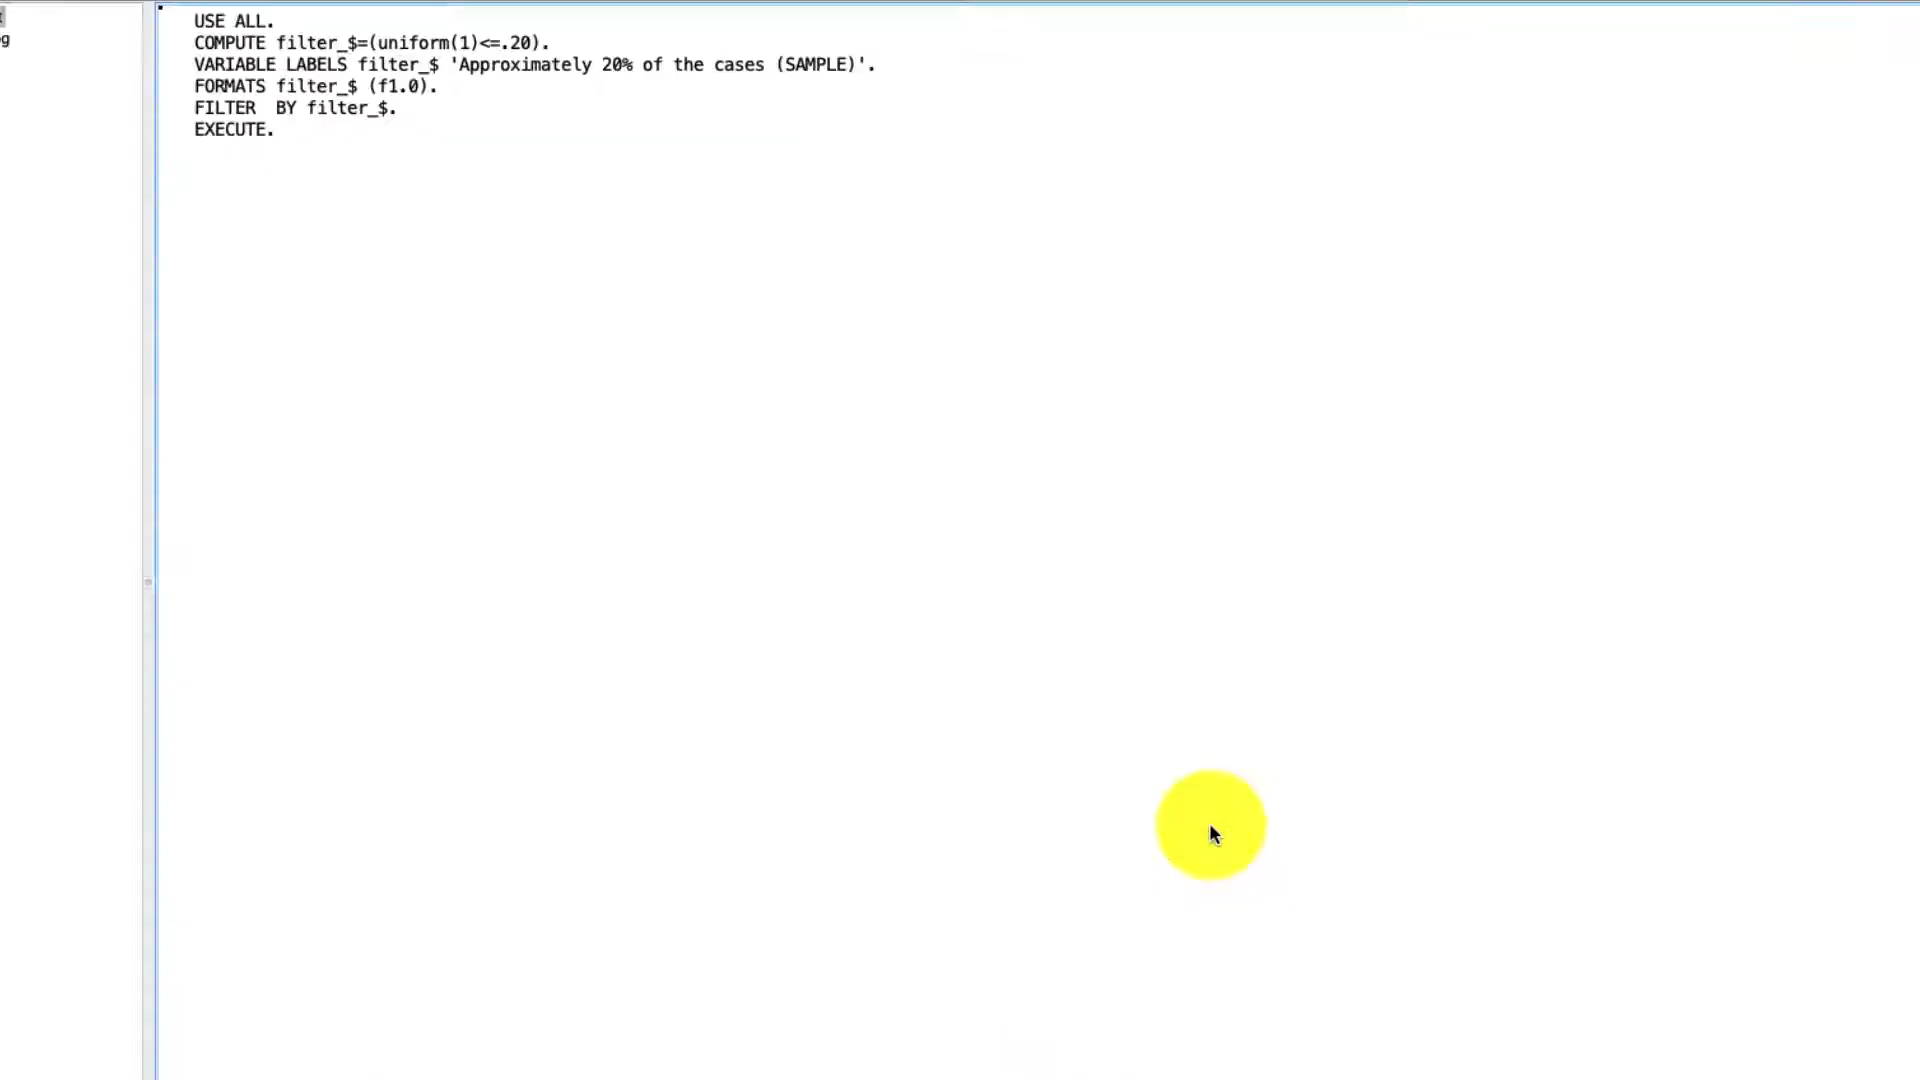 USE ALL.
COMPUTE filter_$=(uniform(1)<=.20).
VARIABLE LABELS filter_$ 'Approximately 20% of the cases (SAMPLE)'.
FORMATS filter_$ (f1.0).
FILTER  BY filter_$.
EXECUTE.